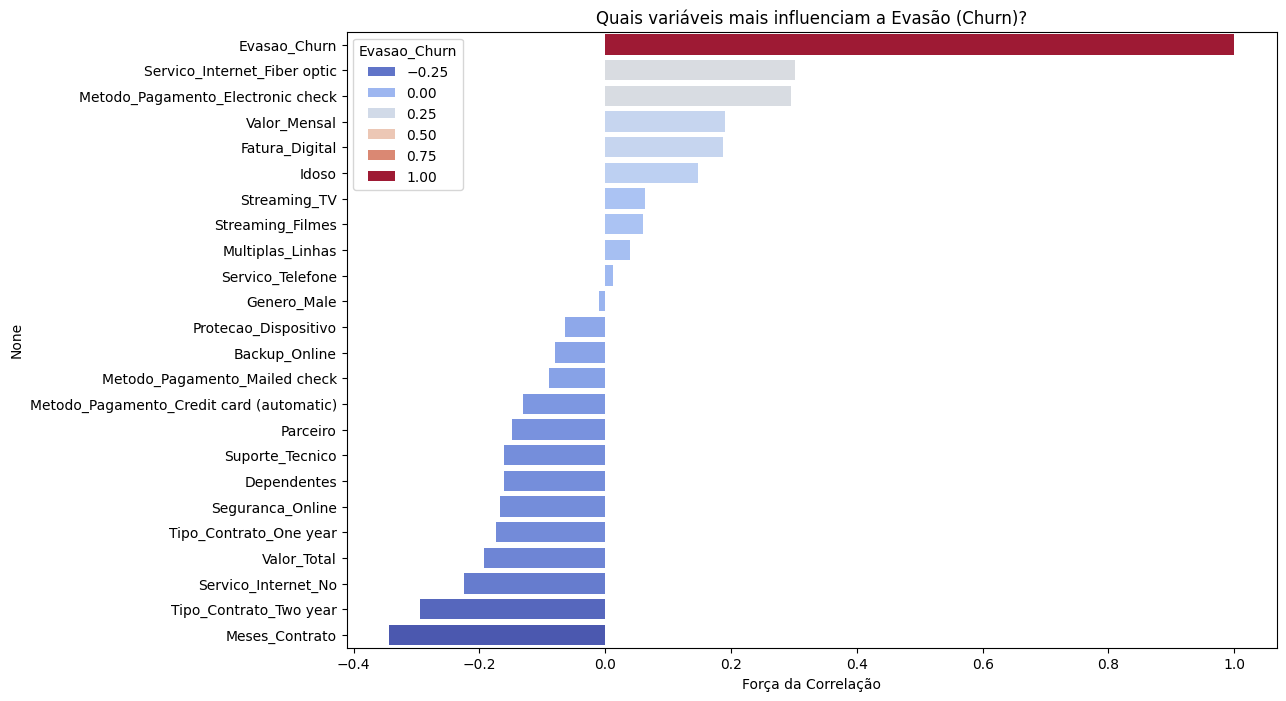 Quais variáveis mais influenciam a Evasão (Churn)?
Evasao_Churn
Servico_Internet_Fiber optic
Metodo_Pagamento_Electronic check
Valor_Mensal
Fatura_Digital
Idoso
Streaming_TV
Streaming_Filmes
Multiplas_Linhas
Servico_Telefone
Genero_Male
Protecao_Dispositivo
Backup_Online
Metodo_Pagamento_Mailed check
Metodo_Pagamento_Credit card (automatic)
Parceiro
Suporte_Tecnico
Dependentes
Seguranca_Online
Tipo_Contrato_One year
Valor_Total
Servico_Internet_No
Tipo_Contrato_Two year
Meses_Contrato
None
Evasao_Churn
−0.25
0.00
0.25
0.50
0.75
1.00
−0.4 −0.2 0.0 0.2 0.4 0.6 0.8 1.0
Força da Correlação